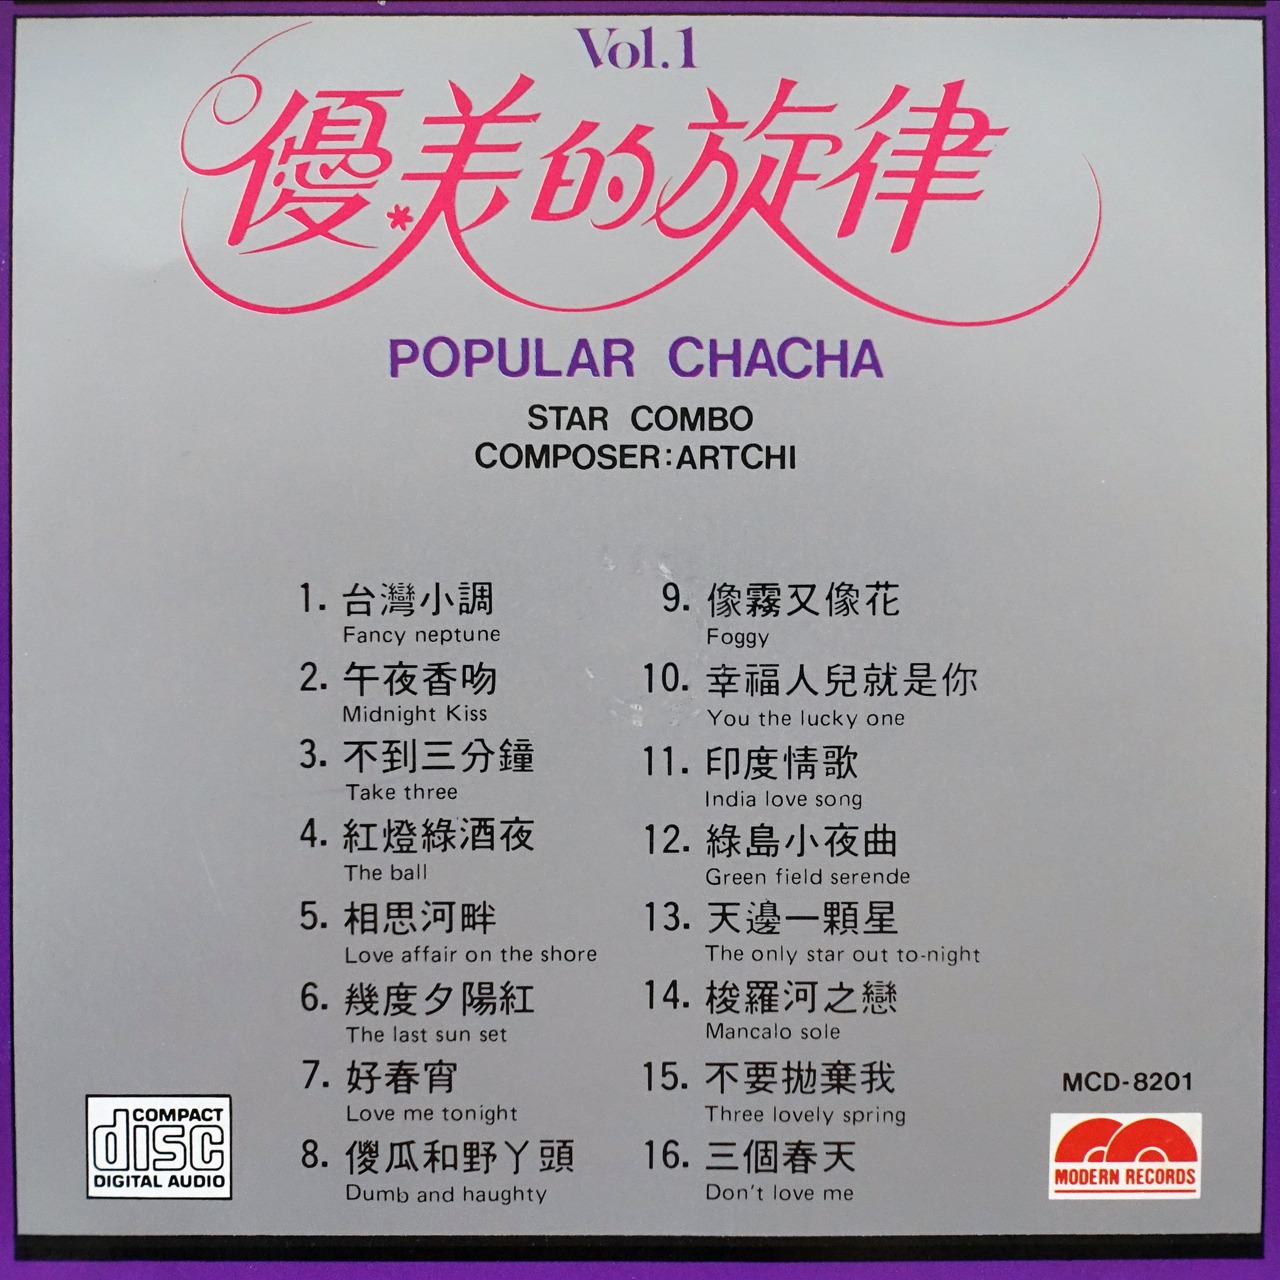 Vol.1
優美的旋律
POPULAR CHACHA
STAR COMBO
COMPOSER:ARTCHI
1. 台灣小調
Fancy neptune
2. 午夜香吻
Midnight Kiss
3. 不到三分鐘
Take three
4. 紅燈綠酒夜
The ball
5. 相思河畔
Love affair on the shore
6. 幾度夕陽紅
The last sun set
7. 好春宵
Love me tonight
8. 傻瓜和野丫頭
Dumb and haughty
9. 像霧又像花
Foggy
10. 幸福人兒就是你
You the lucky one
11. 印度情歌
India love song
12. 綠島小夜曲
Green field serende
13. 天邊一顆星
The only star out to-night
14. 梭羅河之戀
Mancalo sole
15. 不要拋棄我
Three lovely spring
16. 三個春天
Don't love me
COMPACT
disc
DIGITAL AUDIO
MCD-8201
MODERN RECORDS